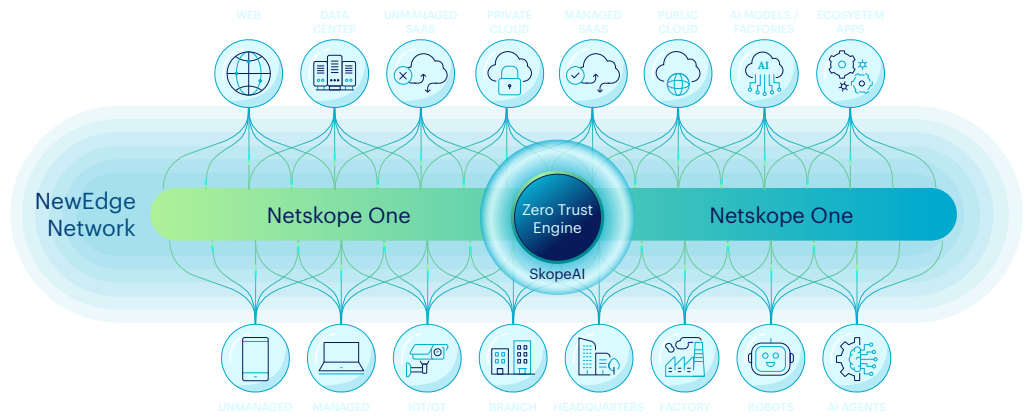 WEB
DATA
CENTER
UNMANAGED
SAAS
PRIVATE
CLOUD
MANAGED
SAAS
PUBLIC
CLOUD
AI MODELS /
FACTORIES
ECOSYSTEM
APPS
AI
NewEdge
Network
Netskope One
Zero Trust
Engine
SkopeAI
Netskope One
UNMANAGED
MANAGED
IOT/OT
BRANCH
HEADQUARTERS
FACTORY
ROBOTS
AI AGENTS